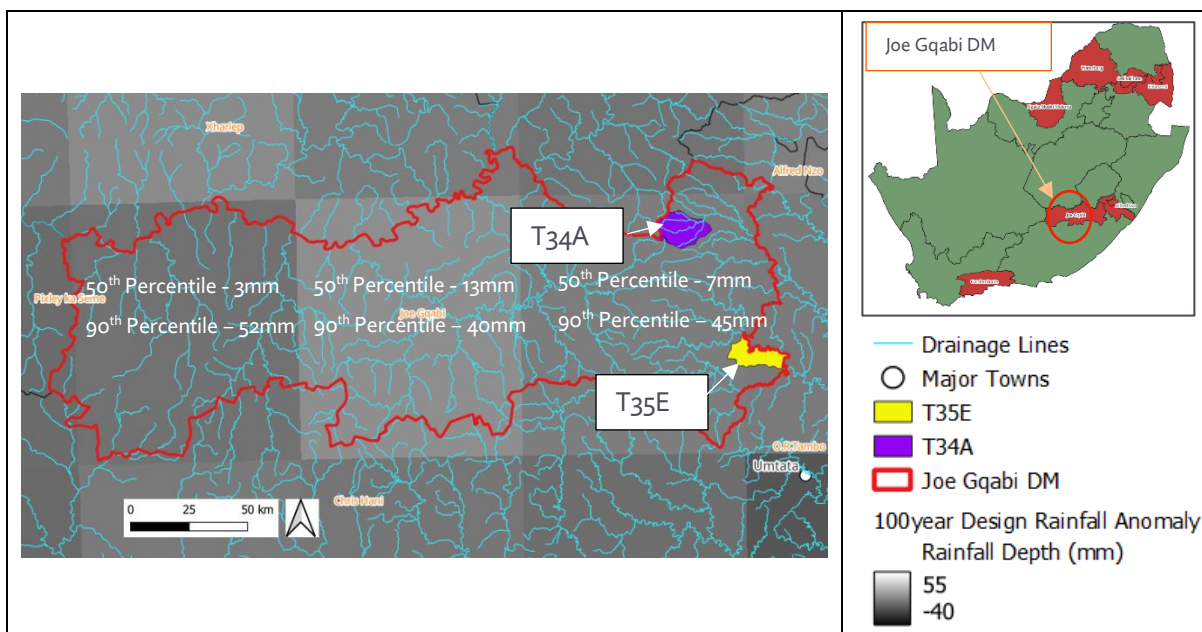 Xhariep
Alfred Nzo
T34A
50th Percentile - 3mm
50th Percentile - 13mm
50th Percentile - 7mm
Pixley ka Seme
Joe Gqabi
90th Percentile – 52mm
90th Percentile – 40mm
90th Percentile – 45mm
T35E
O.R.Tambo
Umtata
Chris Hani
0 25 50 km
Joe Gqabi DM
Waterberg
Joe Gqabi
Drainage Lines
Major Towns
T35E
T34A
Joe Gqabi DM
100year Design Rainfall Anomaly
Rainfall Depth (mm)
55
-40